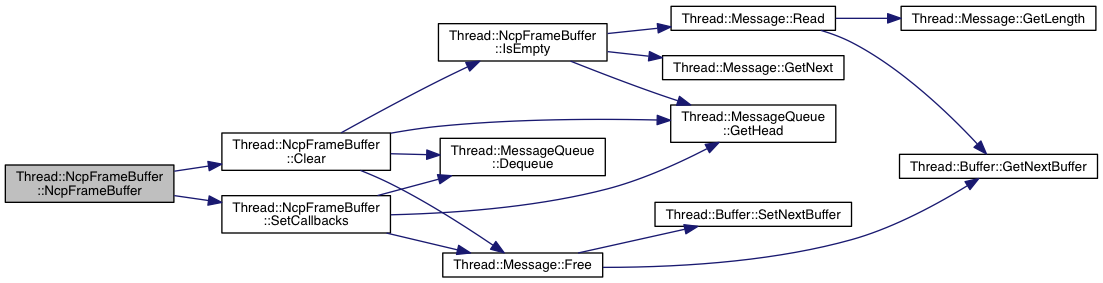 Thread::NcpFrameBuffer
::NcpFrameBuffer
Thread::NcpFrameBuffer
::Clear
Thread::NcpFrameBuffer
::SetCallbacks
Thread::NcpFrameBuffer
::IsEmpty
Thread::MessageQueue
::Dequeue
Thread::Message::Free
Thread::Message::Read
Thread::Message::GetNext
Thread::MessageQueue
::GetHead
Thread::Buffer::SetNextBuffer
Thread::Message::GetLength
Thread::Buffer::GetNextBuffer